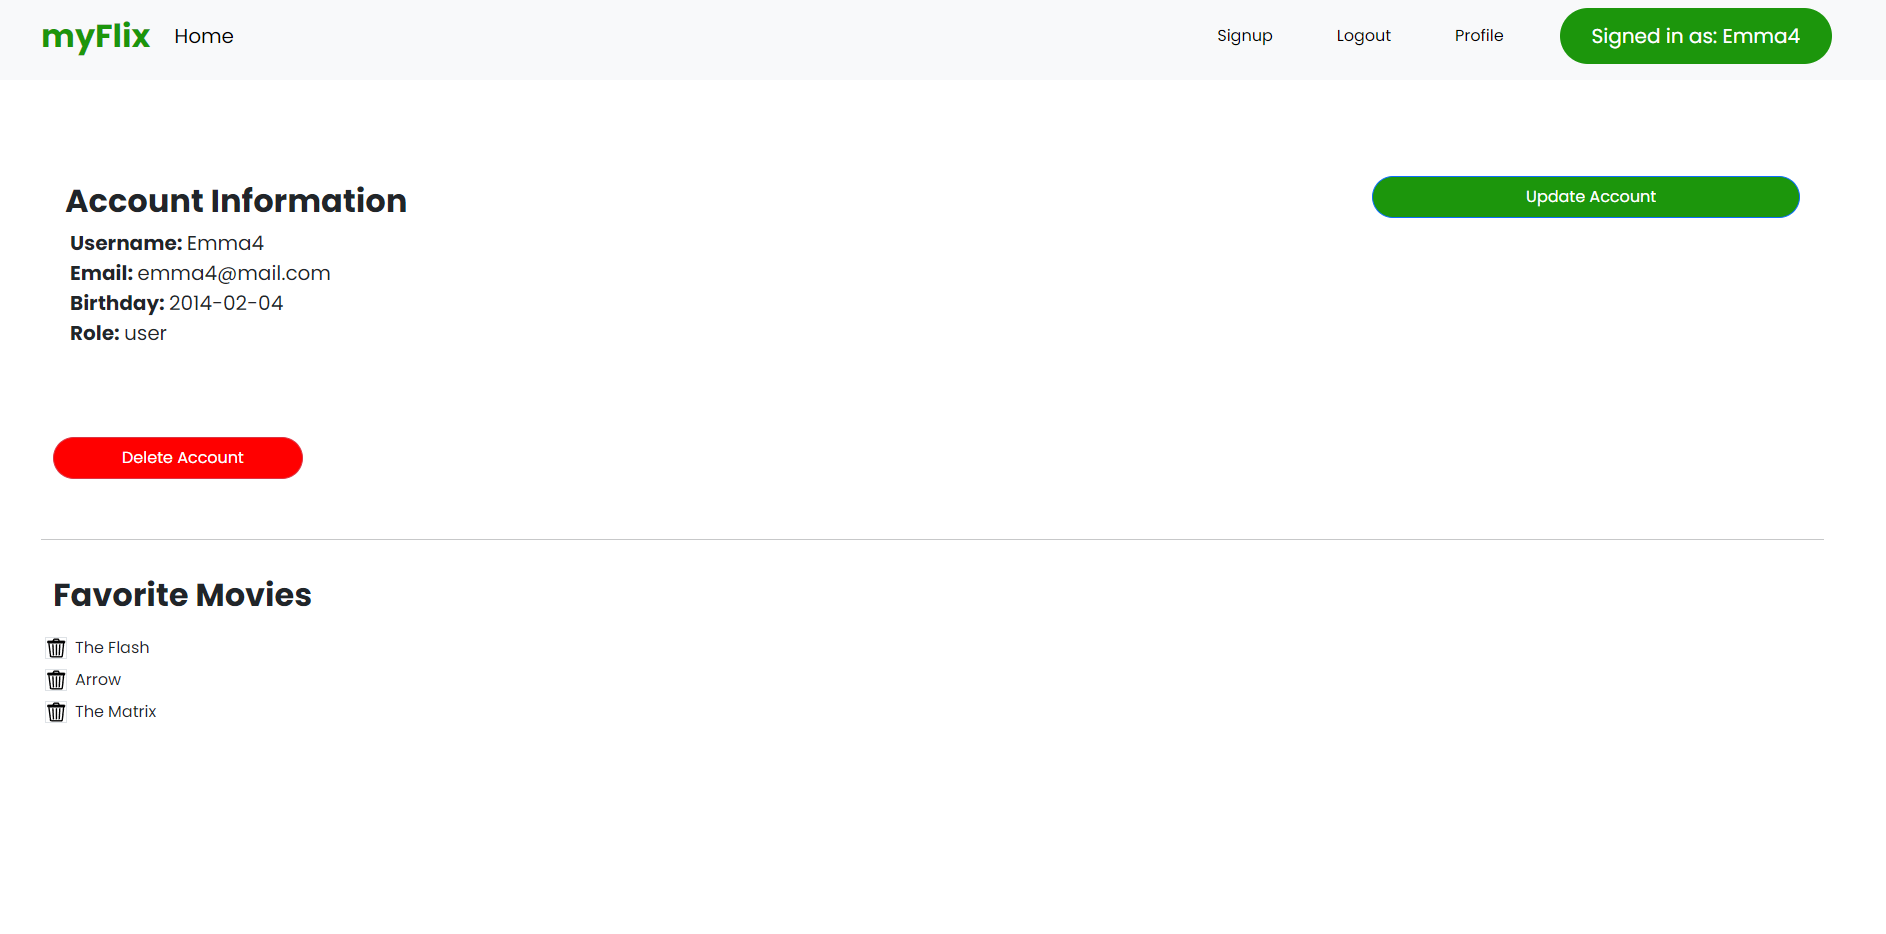 myFlix Home Signup Logout Profile Signed in as: Emma4
Account Information
Update Account
Username: Emma4
Email: emma4@mail.com
Birthday: 2014-02-04
Role: user
Delete Account
Favorite Movies
The Flash
Arrow
The Matrix